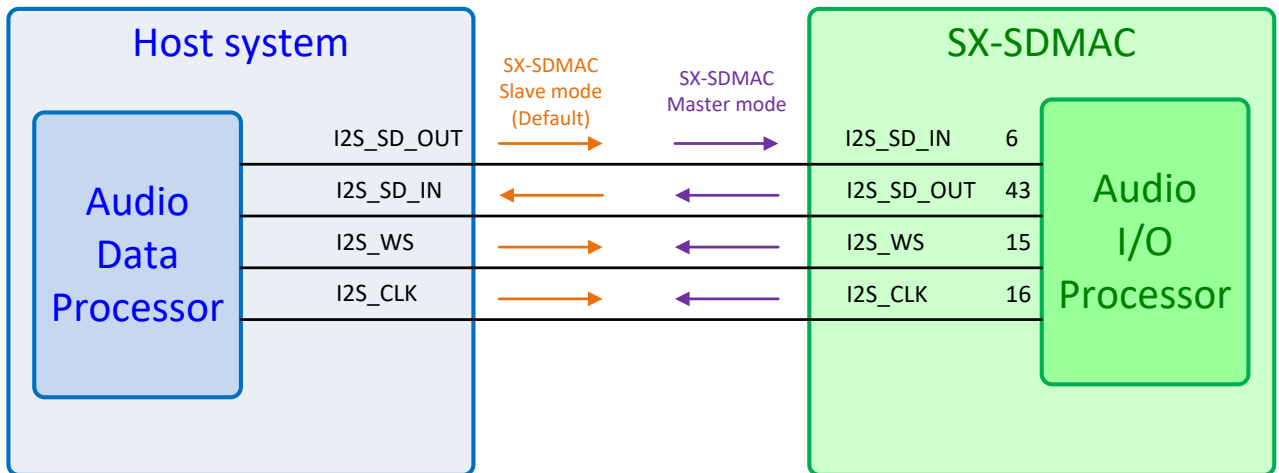 Host system
SX-SDMAC
SX-SDMAC
Slave mode
(Default)
SX-SDMAC
Master mode
I2S_SD_OUT
I2S_SD_IN 6
I2S_SD_IN
I2S_SD_OUT 43
I2S_WS
I2S_WS 15
I2S_CLK
I2S_CLK 16
Audio
Data
Processor
Audio
I/O
Processor